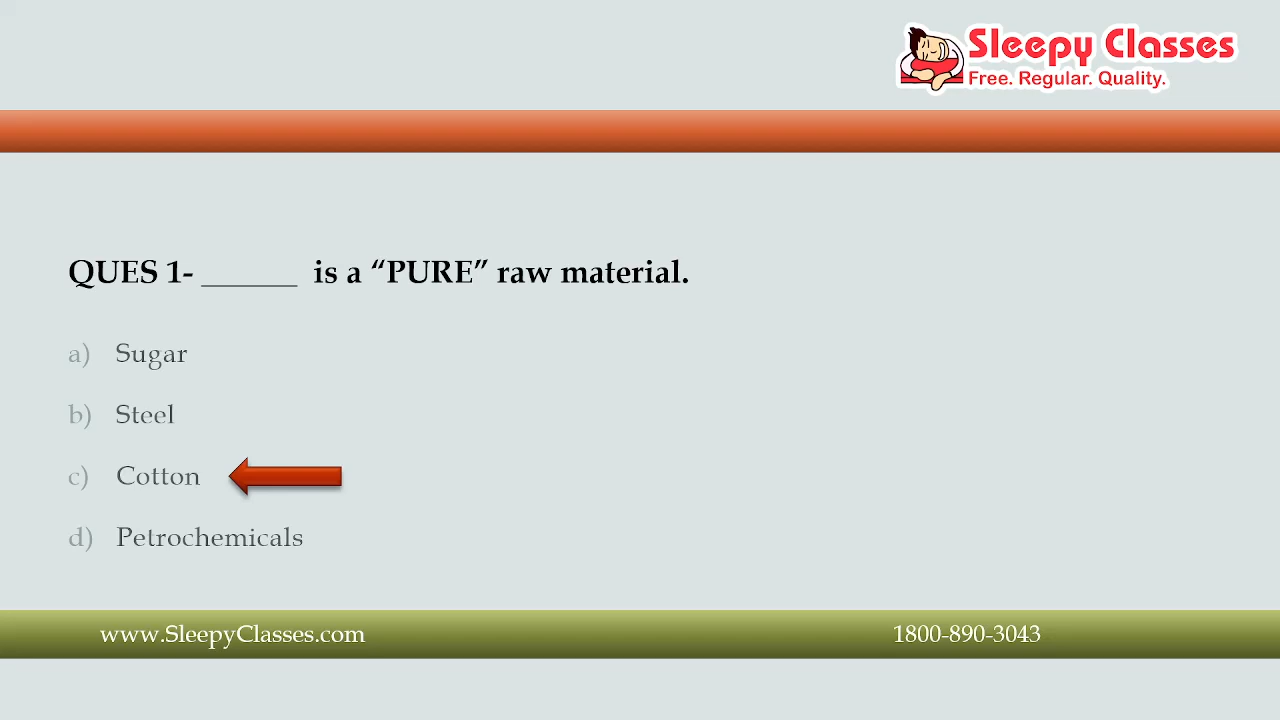 Sleepy Classes
Free. Regular. Quality.
QUES 1- ______ is a “PURE” raw material.
a) Sugar
b) Steel
c) Cotton
d) Petrochemicals
www.SleepyClasses.com
1800-890-3043